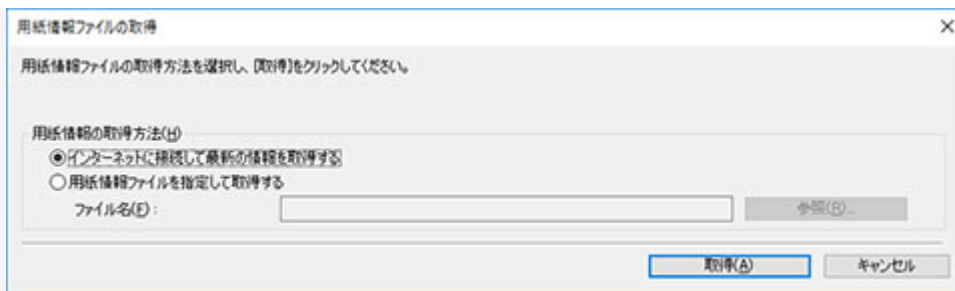 用紙情報ファイルの取得
用紙情報ファイルの取得方法を選択し、[取得]をクリックしてください。
用紙情報の取得方法(H)
インターネットに接続して最新の情報を取得する
用紙情報ファイルを指定して取得する
ファイル名(F):
参照(R)...
取得(A)
キャンセル